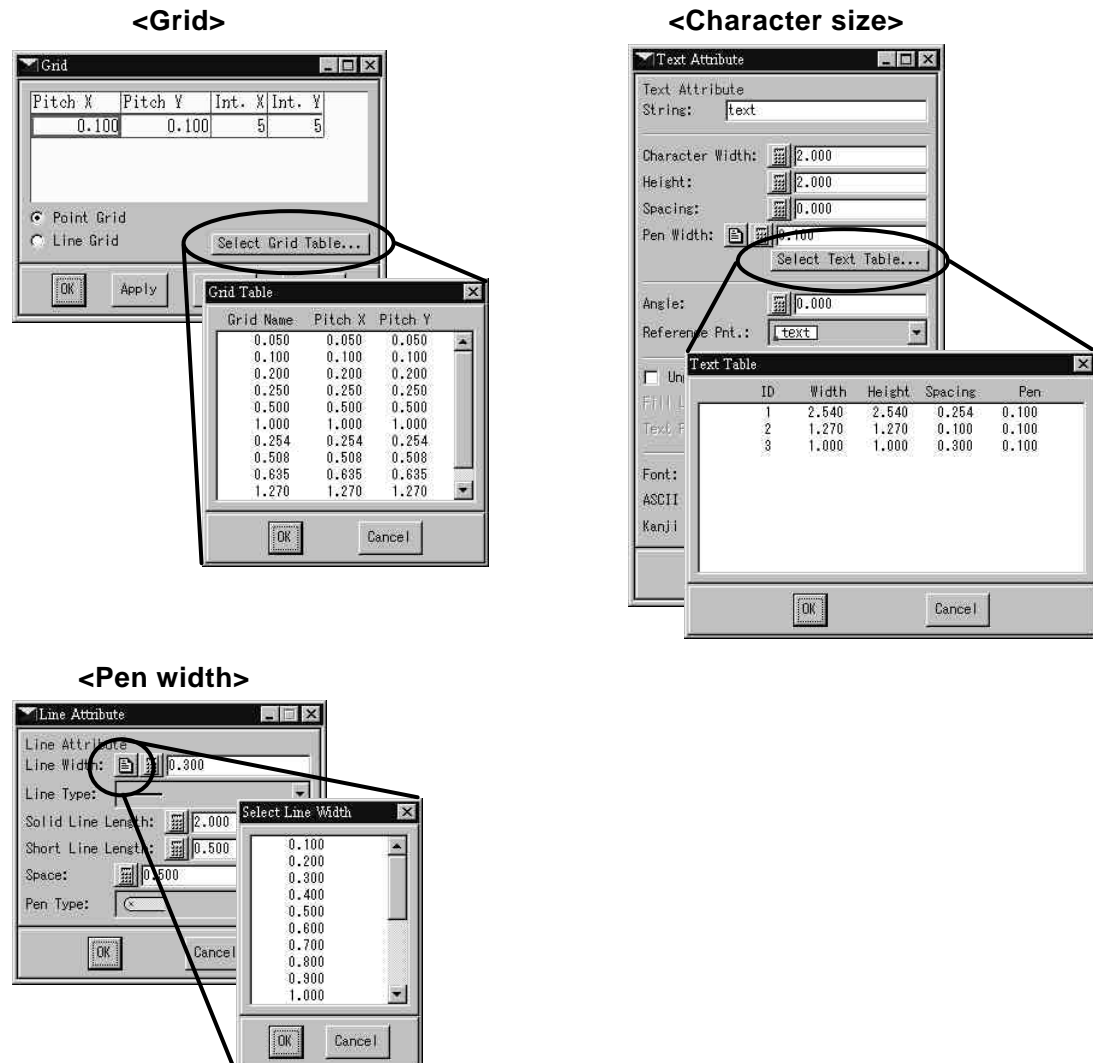 <Grid>
Grid
Pitch X Pitch Y Int. X Int. Y
0.100 0.100 5 5
Point Grid
Line Grid
Select Grid Table...
OK Apply
Grid Table
Grid Name Pitch X Pitch Y
0.050 0.050 0.050
0.100 0.100 0.100
0.200 0.200 0.200
0.250 0.250 0.250
0.500 0.500 0.500
1.000 1.000 1.000
0.254 0.254 0.254
0.508 0.508 0.508
0.635 0.635 0.635
1.270 1.270 1.270
OK Cancel
<Character size>
Text Attribute
Text Attribute
String: text
Character Width: 2.000
Height: 2.000
Spacing: 0.000
Pen Width: 0.100
Select Text Table...
Angle: 0.000
Reference Pnt.: text
Font:
ASCII
Kanji
Text Table
ID Width Height Spacing Pen
1 2.540 2.540 0.254 0.100
2 1.270 1.270 0.100 0.100
3 1.000 1.000 0.300 0.100
OK Cancel
<Pen width>
Line Attribute
Line Attribute
Line Width: 0.300
Line Type:
Solid Line Length: 2.000
Short Line Length: 0.500
Space: 0.500
Pen Type:
OK Cancel
Select Line Width
0.100
0.200
0.300
0.400
0.500
0.600
0.700
0.800
0.900
1.000
OK Cancel